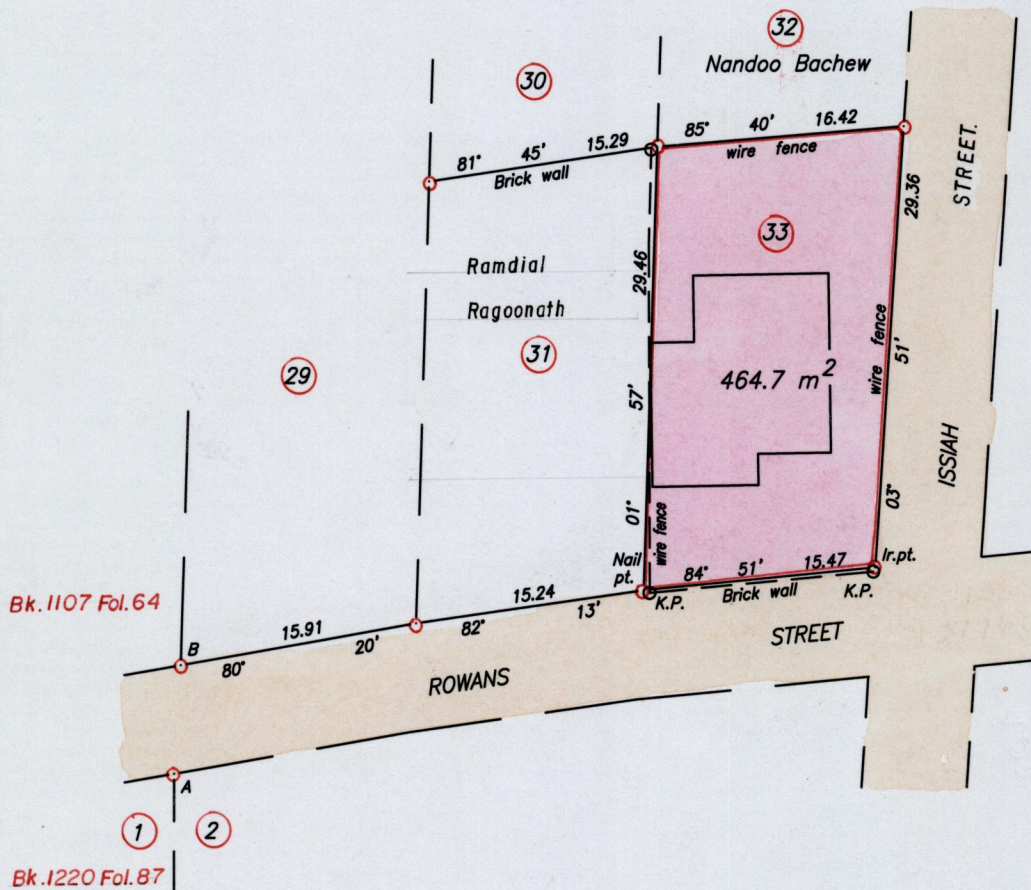 32
Nandoo Bachew
30
81° 45' 15.29
Brick wall
85° 40' 16.42
wire fence
STREET.
29.36
33
Ramdial
Ragoonath
29.46
31
29
464.7 m²
wire fence
51'
57'
ISSIAH
03°
01°
wire fence
Nail pt.
Ir.pt.
84° 51' 15.47
K.P. Brick wall K.P.
Bk.1107 Fol.64
15.24
82° 13'
15.91
80° 20'
B
STREET
ROWANS
A
1 2
Bk.1220 Fol.87